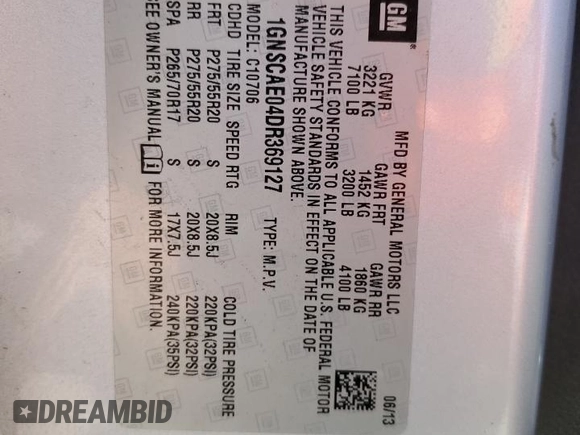 GM
MFD BY GENERAL MOTORS LLC 06/13
GVWR GAWR FRT GAWR RR
3221 KG 1452 KG 1860 KG
7100 LB 3200 LB 4100 LB
THIS VEHICLE CONFORMS TO ALL APPLICABLE U.S. FEDERAL MOTOR
VEHICLE SAFETY STANDARDS IN EFFECT ON THE DATE OF
MANUFACTURE SHOWN ABOVE.
1GNSCAE04DR369127 TYPE: M.P.V.
MODEL: C10706
CDHD TIRE SIZE SPEED RTG RIM COLD TIRE PRESSURE
FRT P275/55R20 S 20X8.5J 220KPA(32PSI)
RR P275/55R20 S 20X8.5J 220KPA(32PSI)
SPA P265/70R17 S 17X7.5J 240KPA(35PSI)
SEE OWNER'S MANUAL FOR MORE INFORMATION.
DREAMBID